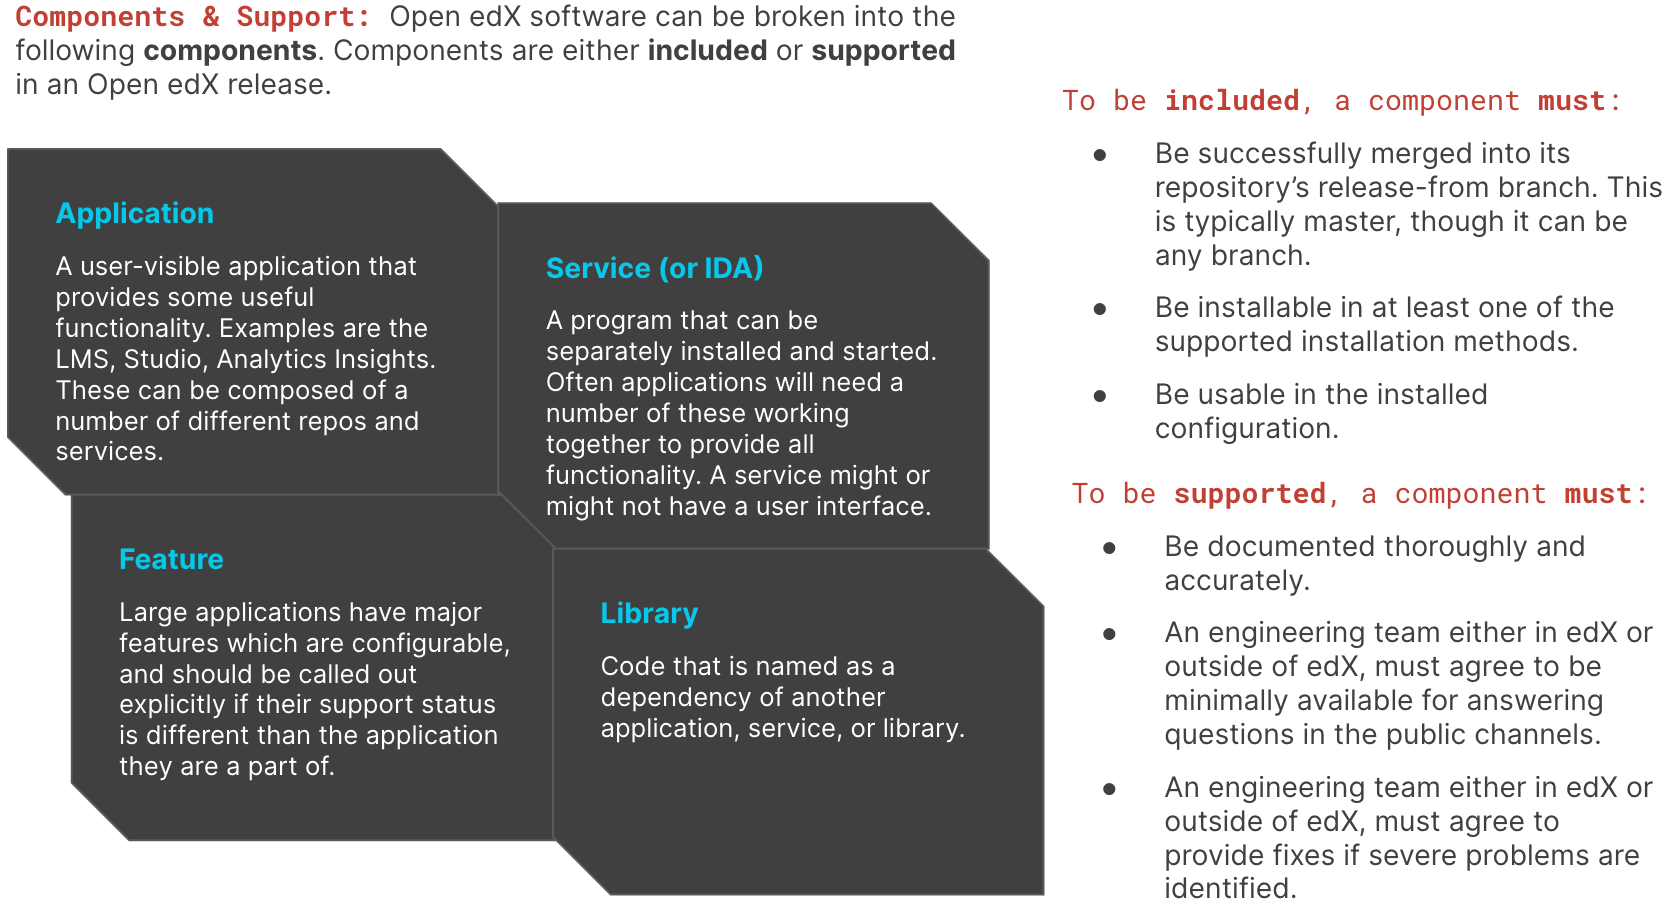 Components & Support: Open edX software can be broken into the
following components. Components are either included or supported
in an Open edX release.
Application
A user-visible application that
provides some useful
functionality. Examples are the
LMS, Studio, Analytics Insights.
These can be composed of a
number of different repos and
services.
Service (or IDA)
A program that can be
separately installed and started.
Often applications will need a
number of these working
together to provide all
functionality. A service might or
might not have a user interface.
Feature
Large applications have major
features which are configurable,
and should be called out
explicitly if their support status
is different than the application
they are a part of.
Library
Code that is named as a
dependency of another
application, service, or library.
To be included, a component must:
● Be successfully merged into its
repository’s release-from branch. This
is typically master, though it can be
any branch.
● Be installable in at least one of the
supported installation methods.
● Be usable in the installed
configuration.
To be supported, a component must:
● Be documented thoroughly and
accurately.
● An engineering team either in edX or
outside of edX, must agree to be
minimally available for answering
questions in the public channels.
● An engineering team either in edX or
outside of edX, must agree to
provide fixes if severe problems are
identified.